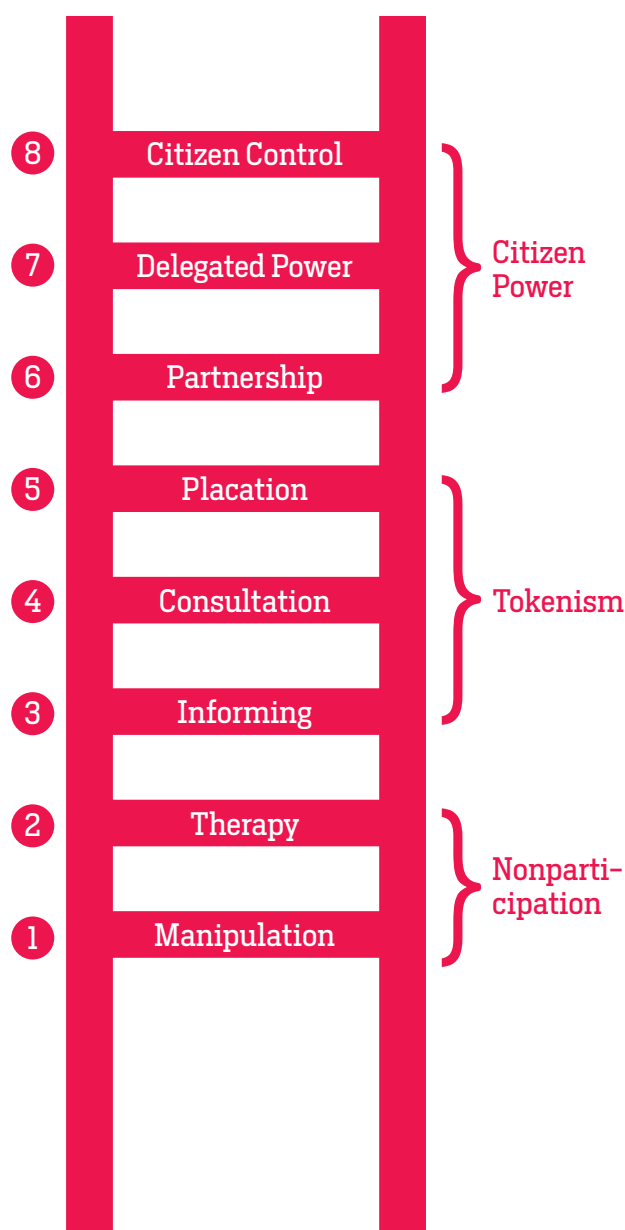 8 Citizen Control
7 Delegated Power
Citizen
Power
6 Partnership
5 Placation
4 Consultation
Tokenism
3 Informing
2 Therapy
Nonparti-
cipation
1 Manipulation